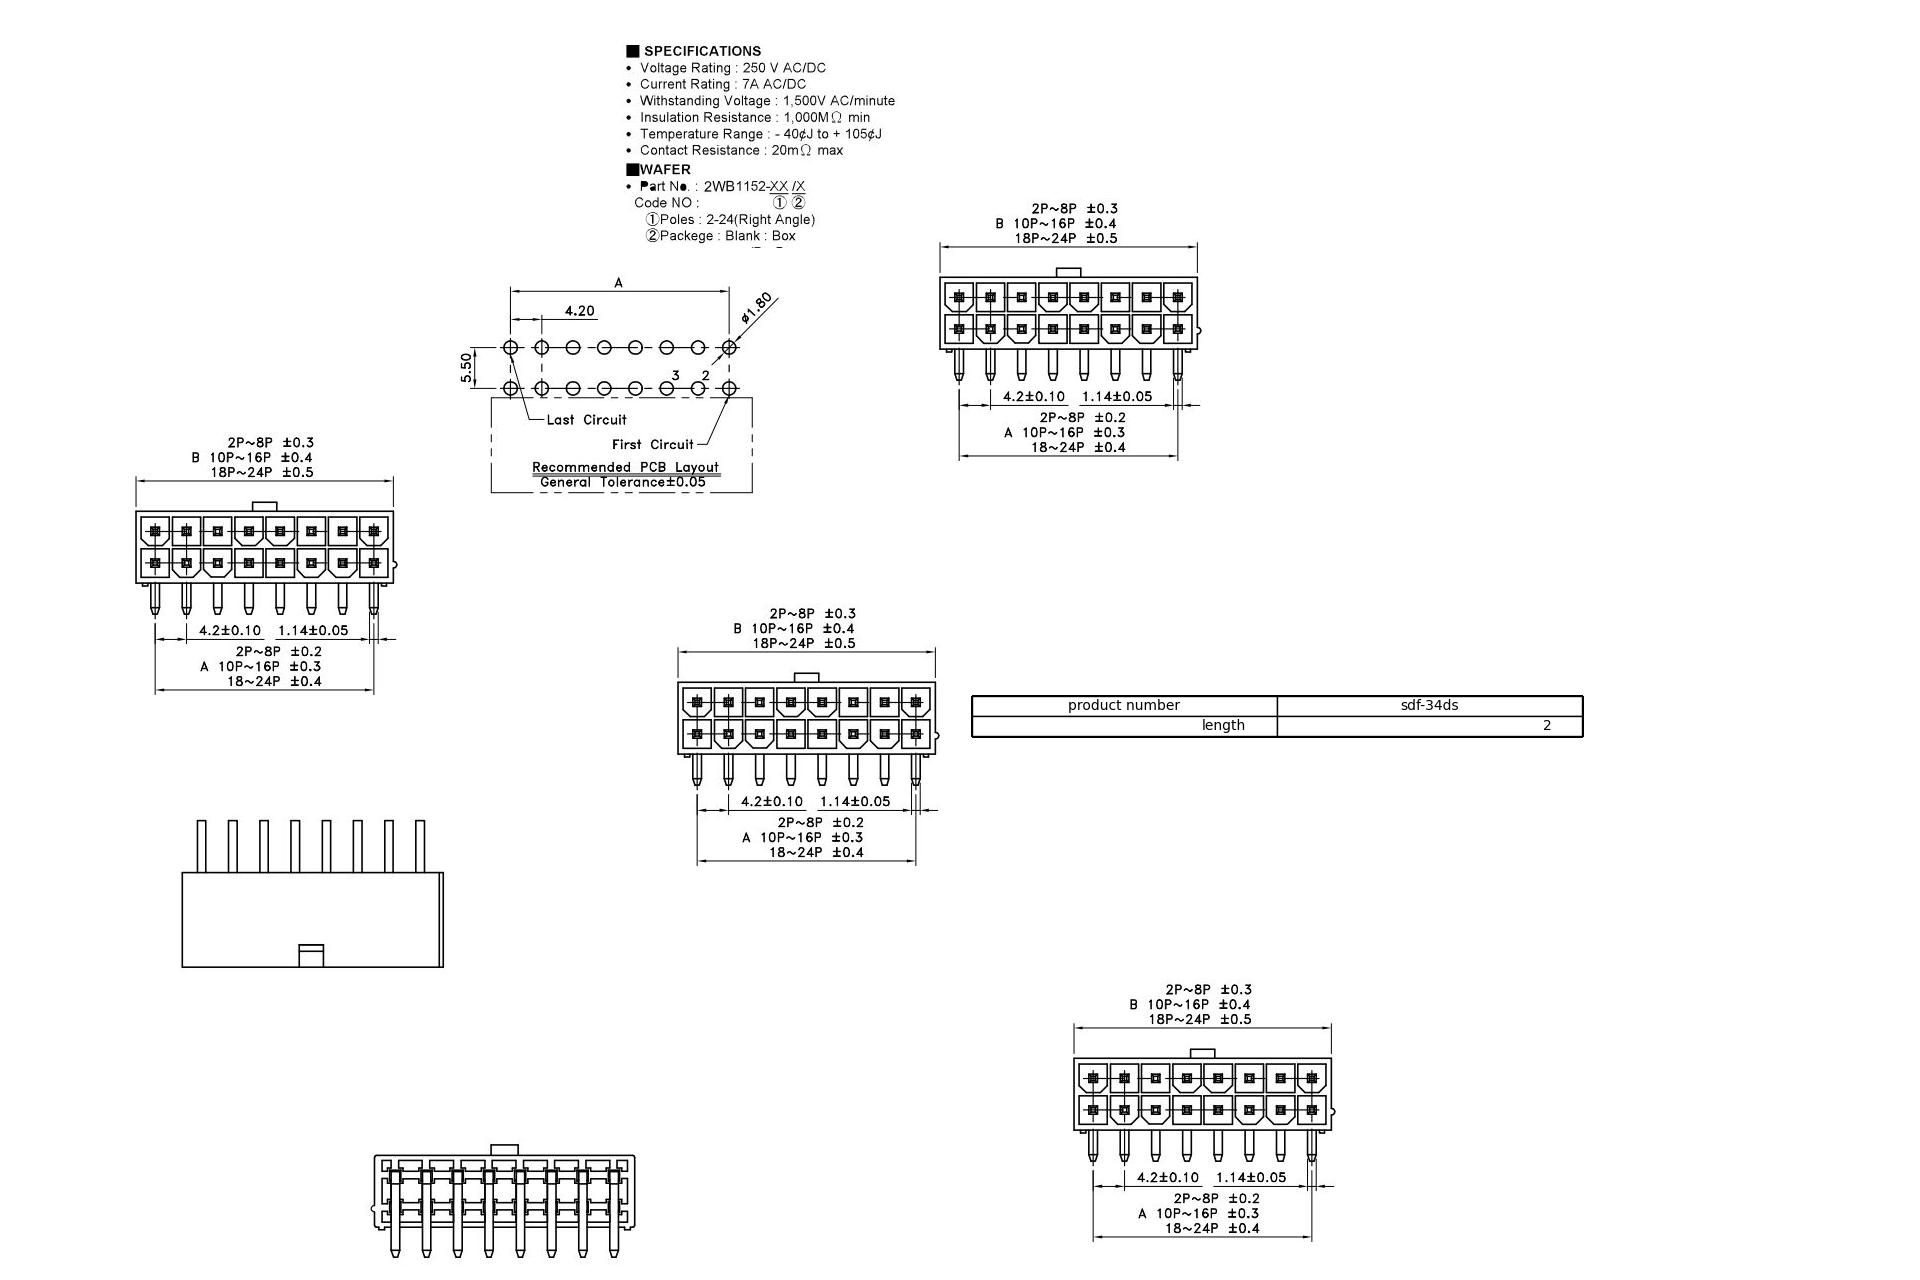 ■ SPECIFICATIONS
• Voltage Rating : 250 V AC/DC
• Current Rating : 7A AC/DC
• Withstanding Voltage : 1,500V AC/minute
• Insulation Resistance : 1,000MΩ min
• Temperature Range : - 40¢J to + 105¢J
• Contact Resistance : 20mΩ max
■WAFER
• Part No. : 2WB1152-XX /X
Code NO : ① ②
①Poles : 2-24(Right Angle)
②Packege : Blank : Box
2P~8P ±0.3
B 10P~16P ±0.4
18P~24P ±0.5
4.2±0.10 1.14±0.05
2P~8P ±0.2
A 10P~16P ±0.3
18~24P ±0.4
A
4.20
ø1.80
5.50
3 2
Last Circuit
First Circuit
Recommended PCB Layout
General Tolerance±0.05
2P~8P ±0.3
B 10P~16P ±0.4
18P~24P ±0.5
4.2±0.10 1.14±0.05
2P~8P ±0.2
A 10P~16P ±0.3
18~24P ±0.4
2P~8P ±0.3
B 10P~16P ±0.4
18P~24P ±0.5
4.2±0.10 1.14±0.05
2P~8P ±0.2
A 10P~16P ±0.3
18~24P ±0.4
product number sdf-34ds
length 2
2P~8P ±0.3
B 10P~16P ±0.4
18P~24P ±0.5
4.2±0.10 1.14±0.05
2P~8P ±0.2
A 10P~16P ±0.3
18~24P ±0.4